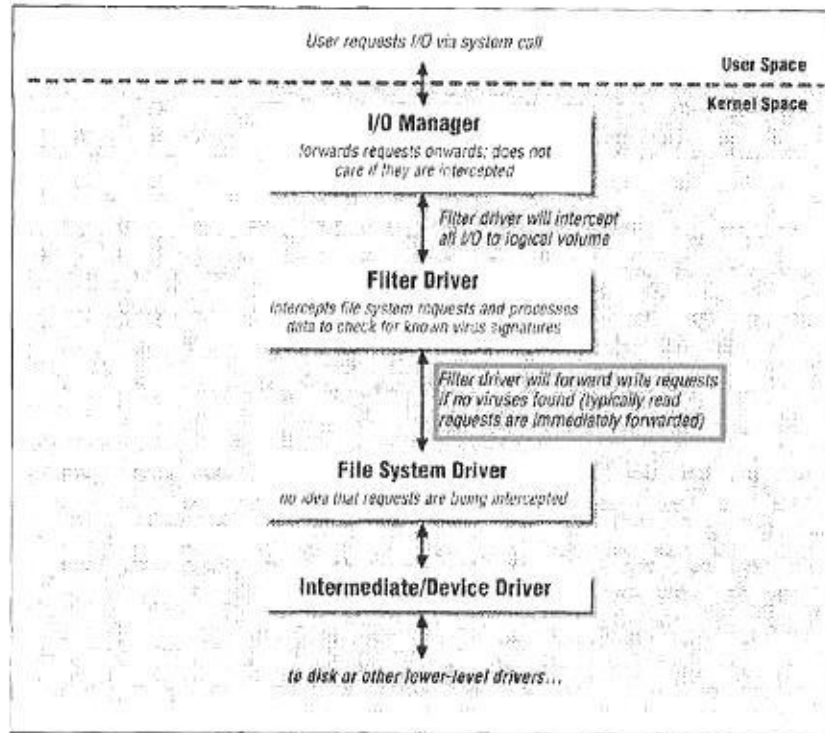 User requests I/O via system call
User Space
Kernel Space
I/O Manager
forwards requests onwards; does not
care if they are intercepted
Filter driver will intercept
all I/O to logical volume
Filter Driver
intercepts file system requests and processes
data to check for known virus signatures
Filter driver will forward write requests
if no viruses found (typically read
requests are immediately forwarded)
File System Driver
no idea that requests are being intercepted
Intermediate/Device Driver
to disk or other lower-level drivers...